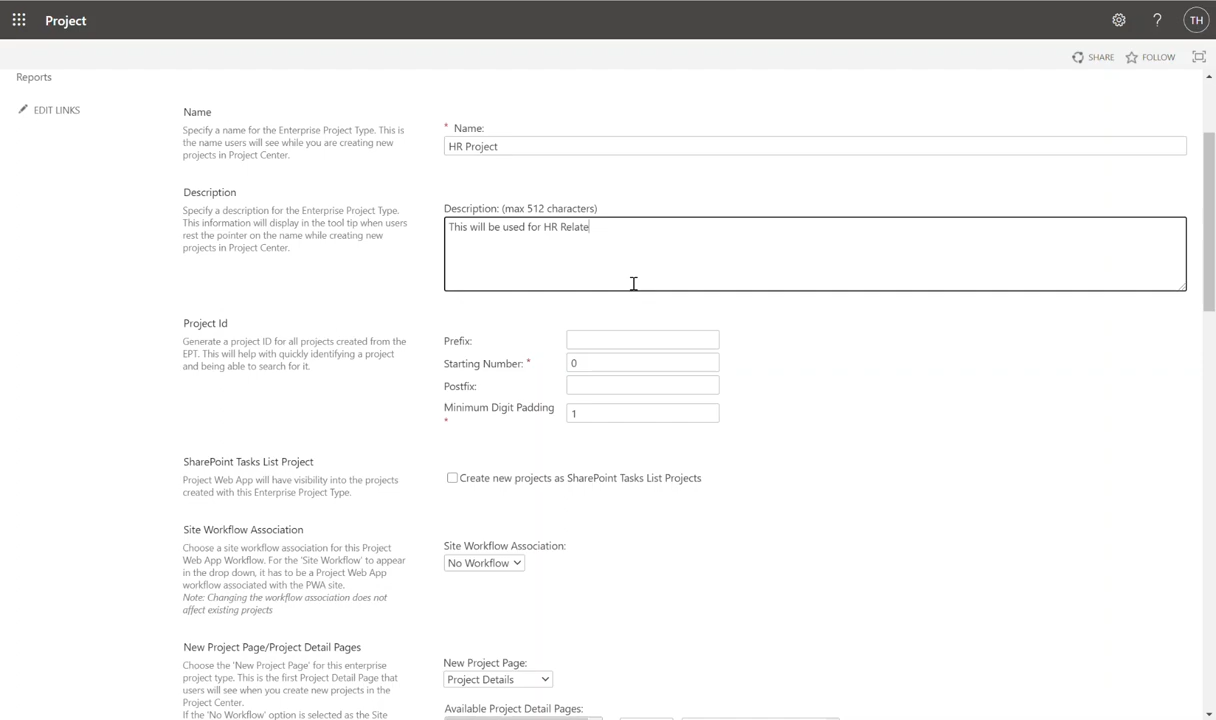 Project
TH
SHARE
FOLLOW
Reports
EDIT LINKS
Name
Specify a name for the Enterprise Project Type. This is
the name users will see while you are creating new
projects in Project Center.
* Name:
HR Project
Description
Specify a description for the Enterprise Project Type.
This information will display in the tool tip when users
rest the pointer on the name while creating new
projects in Project Center.
Description: (max 512 characters)
This will be used for HR Relate
Project Id
Generate a project ID for all projects created from the
EPT. This will help with quickly identifying a project
and being able to search for it.
Prefix:
Starting Number: *
0
Postfix:
Minimum Digit Padding
*
1
SharePoint Tasks List Project
Project Web App will have visibility into the projects
created with this Enterprise Project Type.
Create new projects as SharePoint Tasks List Projects
Site Workflow Association
Choose a site workflow association for this Project
Web App Workflow. For the 'Site Workflow' to appear
in the drop down, it has to be a Project Web App
workflow associated with the PWA site.
Note: Changing the workflow association does not
affect existing projects
Site Workflow Association:
No Workflow
New Project Page/Project Detail Pages
Choose the 'New Project Page' for this enterprise
project type. This is the first Project Detail Page that
users will see when you create new projects in the
Project Center.
If the 'No Workflow' option is selected as the Site
New Project Page:
Project Details
Available Project Detail Pages: